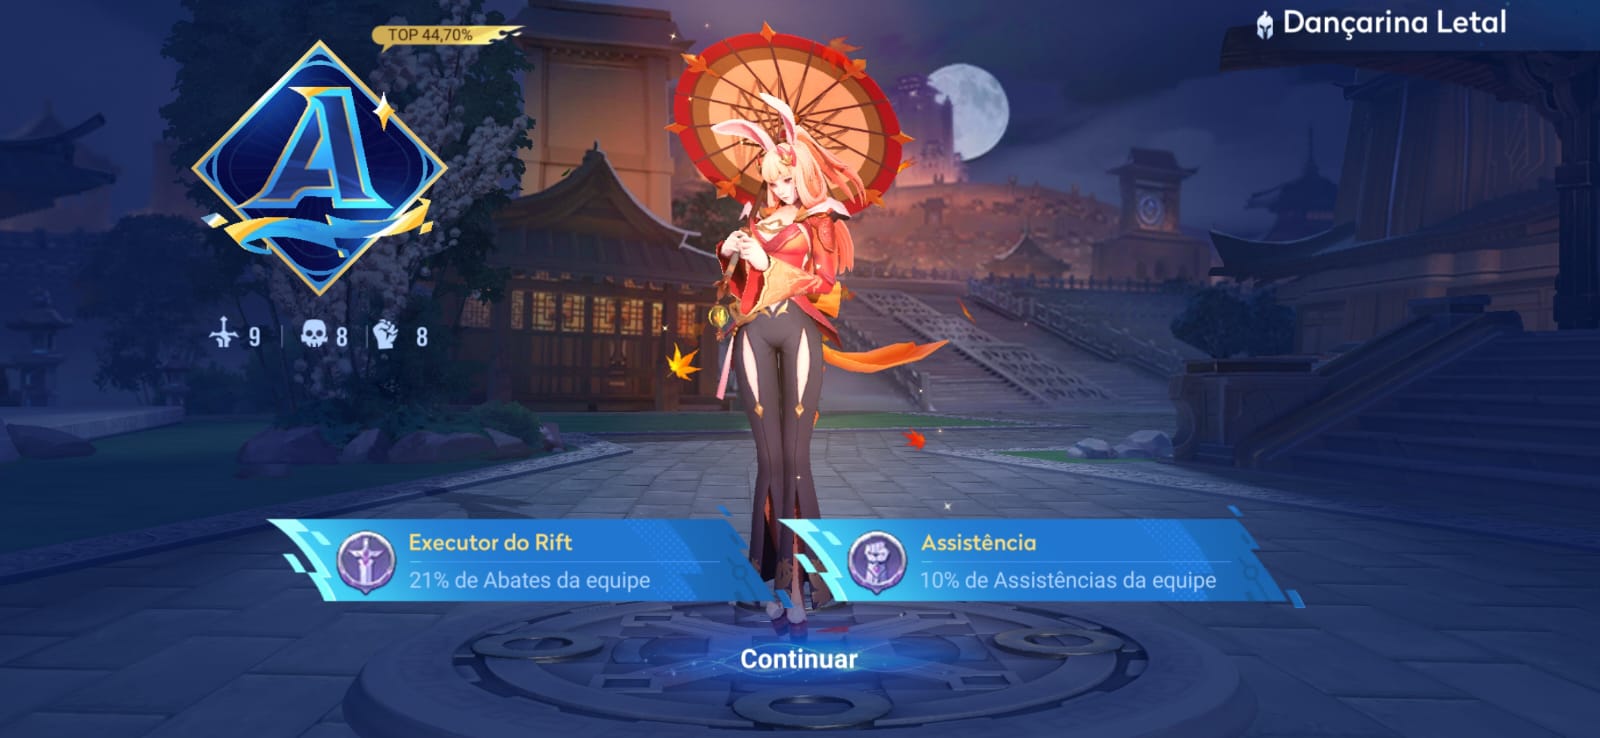 TOP 44,70%
Dançarina Letal
A
9 8 8
Executor do Rift
21% de Abates da equipe
Assistência
10% de Assistências da equipe
Continuar